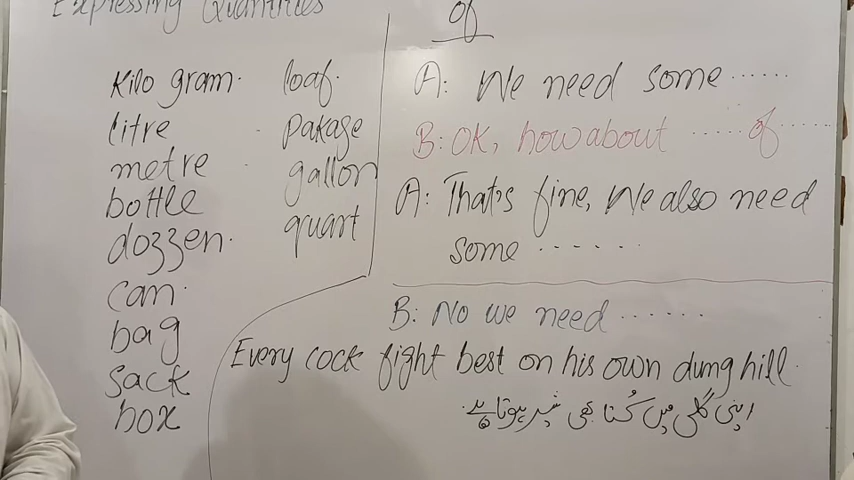 Expressing Quantities
of
Kilo gram.
litre
metre
bottle
dozzen.
can.
bag
sack
box
loaf.
pakage
gallon
quart
A: We need some ......
B: OK, how about ..... of .....
A: That's fine, We also need
some ......
B: No we need ......
Every cock fight best on his own dung hill.
اپنی گلی میں کُتا بھی شیر ہوتا ہے۔